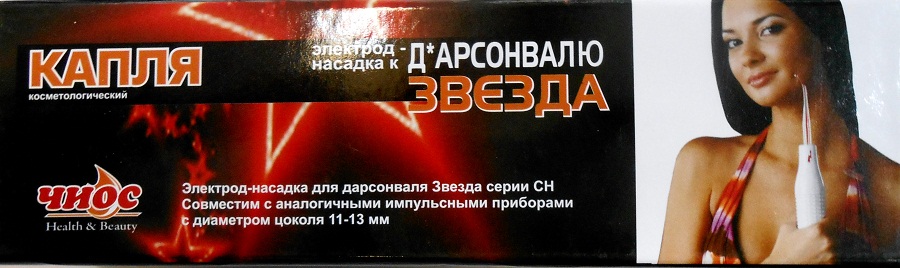 КАПЛЯ
косметологический
электрод -
насадка к
Д*АРСОНВАЛЮ
ЗВЕЗДА
ЧИОС
Health & Beauty
Электрод-насадка для дарсонваля Звезда серии СН
Совместим с аналогичными импульсными приборами
с диаметром цоколя 11-13 мм